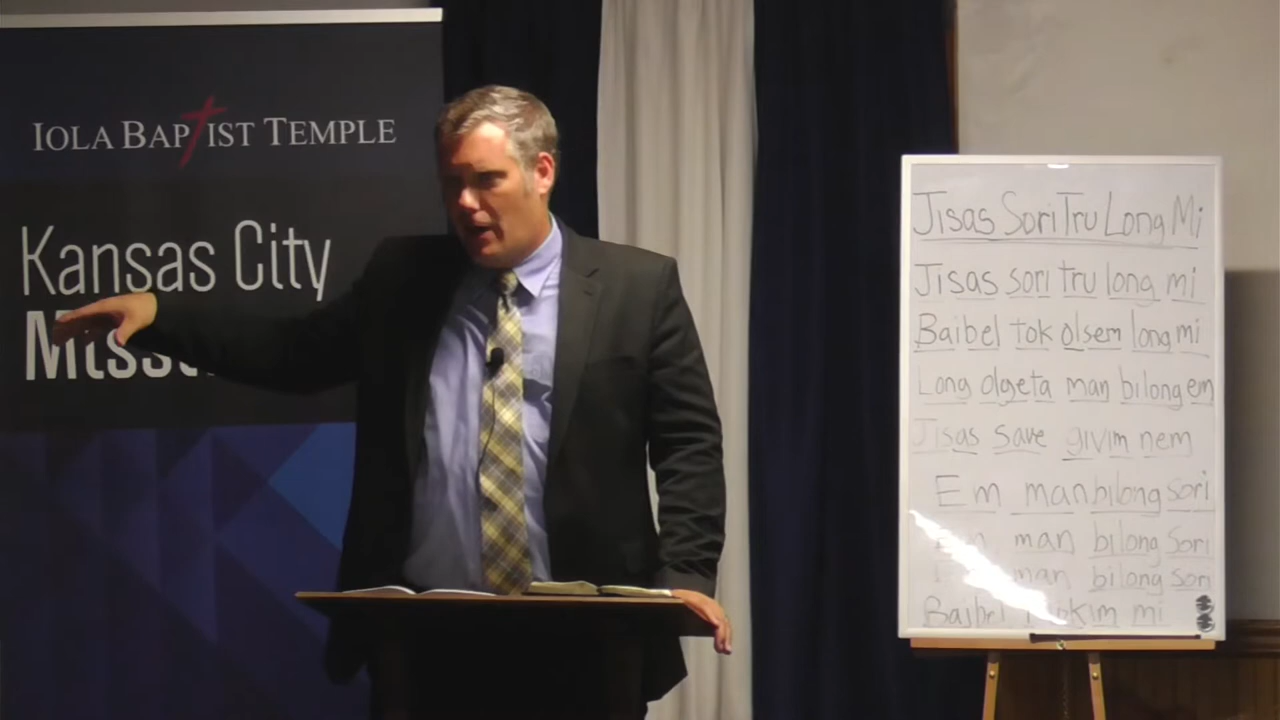 IOLA BAPTIST TEMPLE
Kansas City
Jisas Sori Tru Long Mi
Jisas sori tru long mi
Baibel tok olsem long mi
Long olgeta man bilong em
Jisas save givim nem
Em man bilong sori
man bilong sori
man bilong sori
Baibel mi